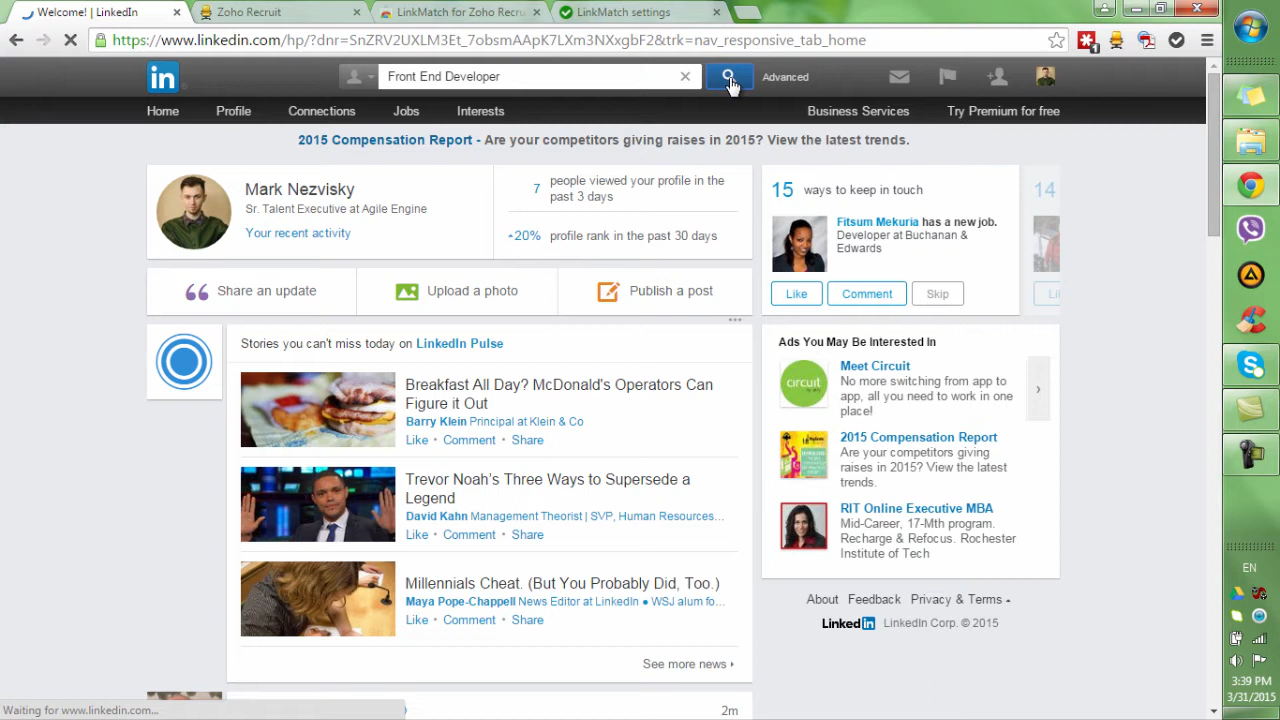 Welcome! | LinkedIn
Zoho Recruit
LinkMatch for Zoho Recru
LinkMatch settings
https://www.linkedin.com/hp/?dnr=SnZRV2UXLM3Et_7obsmAApKZLXm3NXxgbF2&trk=nav_responsive_tab_home
1
in
Front End Developer
Advanced
Home
Profile
Connections
Jobs
Interests
Business Services
Try Premium for free
2015 Compensation Report - Are your competitors giving raises in 2015? View the latest trends.
Mark Nezvisky
Sr. Talent Executive at Agile Engine
Your recent activity
7 people viewed your profile in the
past 3 days
20% profile rank in the past 30 days
Share an update
Upload a photo
Publish a post
15 ways to keep in touch
14
Fitsum Mekuria has a new job.
Developer at Buchanan &
Edwards
Like
Comment
Skip
Li
Stories you can't miss today on LinkedIn Pulse
Breakfast All Day? McDonald's Operators Can
Figure it Out
Barry Klein Principal at Klein & Co
Like • Comment • Share
Trevor Noah's Three Ways to Supersede a
Legend
David Kahn Management Theorist | SVP, Human Resources...
Like • Comment • Share
Millennials Cheat. (But You Probably Did, Too.)
Maya Pope-Chappell News Editor at LinkedIn ● WSJ alum fo...
Like • Comment • Share
See more news
2m
Ads You May Be Interested In
circuit
Meet Circuit
No more switching from app to
app, all you need to work in one
place!
2015 Compensation Report
Are your competitors giving
raises in 2015? View the latest
trends.
RIT Online Executive MBA
Mid-Career, 17-Mth program.
Recharge & Refocus. Rochester
Institute of Tech
About
Feedback
Privacy & Terms
Linked in LinkedIn Corp. © 2015
Waiting for www.linkedin.com...
EN
3:39 PM
3/31/2015